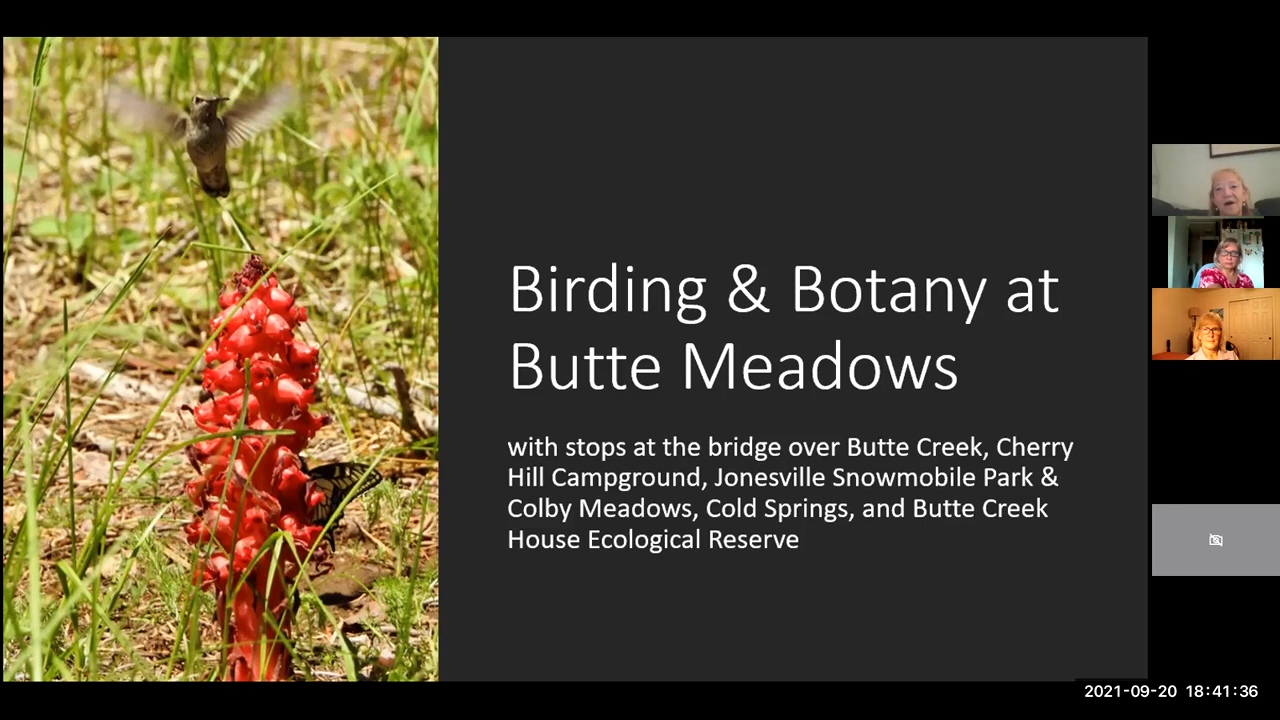 Birding & Botany at
Butte Meadows
with stops at the bridge over Butte Creek, Cherry
Hill Campground, Jonesville Snowmobile Park &
Colby Meadows, Cold Springs, and Butte Creek
House Ecological Reserve
2021-09-20 18:41:36